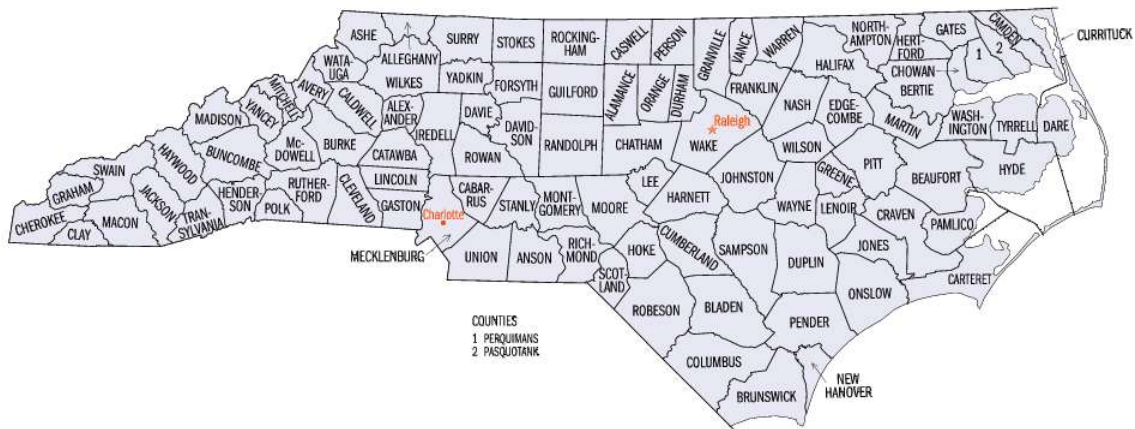 ASHE
ALLEGHANY
SURRY
STOKES
ROCKING-
HAM
CASWELL
PERSON
GRANVILLE
VANCE
WARREN
NORTH-
AMPTON
HERT-
FORD
GATES
CAMDEN
CURRITUCK
1
2
WATA-
UGA
WILKES
YADKIN
FORSYTH
GUILFORD
ALAMANCE
ORANGE
DURHAM
FRANKLIN
HALIFAX
CHOWAN
BERTIE
MITCHELL
AVERY
CALDWELL
ALEX-
ANDER
IREDELL
DAVIE
DAVID-
SON
RANDOLPH
CHATHAM
Raleigh
WAKE
NASH
EDGE-
COMBE
MARTIN
WASH-
INGTON
TYRRELL
DARE
MADISON
YANCEY
Mc-
DOWELL
BURKE
CATAWBA
ROWAN
WILSON
PITT
BEAUFORT
HYDE
SWAIN
HAYWOOD
BUNCOMBE
RUTHER-
FORD
CLEVELAND
LINCOLN
GASTON
CABAR-
RUS
STANLY
MONT-
GOMERY
MOORE
LEE
HARNETT
JOHNSTON
GREENE
WAYNE
LENOIR
CRAVEN
PAMLICO
GRAHAM
CHEROKEE
CLAY
MACON
JACKSON
TRAN-
SYLVANIA
HENDER-
SON
POLK
Charlotte
MECKLENBURG
UNION
ANSON
RICH-
MOND
SCOT-
LAND
HOKE
CUMBERLAND
SAMPSON
DUPLIN
JONES
ONSLOW
CARTERET
ROBESON
BLADEN
PENDER
COLUMBUS
BRUNSWICK
NEW
HANOVER
COUNTIES
1 PERQUIMANS
2 PASQUOTANK